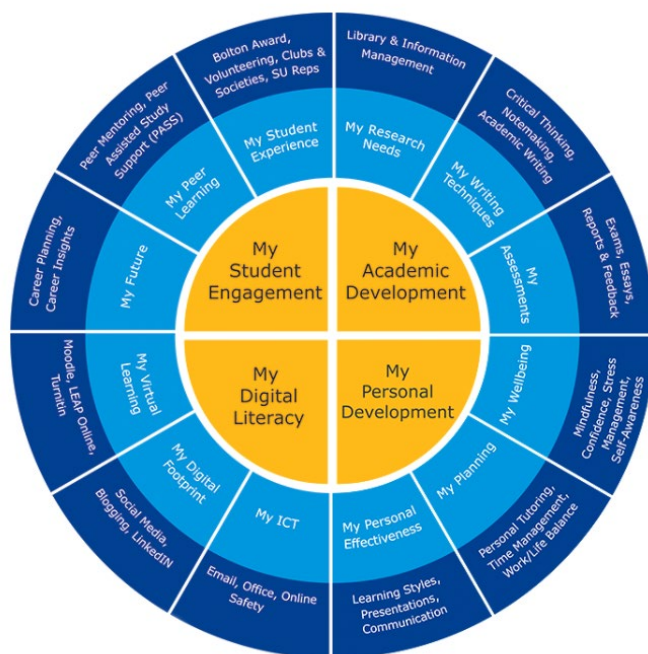 Bolton Award,
Volunteering, Clubs &
Societies, SU Reps
Library & Information
Management
Critical Thinking,
Notemaking,
Academic Writing
Exams, Essays,
Reports & Feedback
Mindfulness,
Confidence, Stress
Management,
Self-Awareness
Personal Tutoring,
Time Management,
Work/Life Balance
Learning Styles,
Presentations,
Communication
Email, Office, Online
Safety
Social Media,
Blogging, LinkedIN
Moodle, LEAP Online,
Turnitin
Career Planning,
Career Insights
Peer Mentoring, Peer
Assisted Study
Support (PASS)
My Student
Experience
My Research
Needs
My Writing
Techniques
My
Assessments
My Wellbeing
My Planning
My Personal
Effectiveness
My ICT
My Digital
Footprint
My Virtual
Learning
My Future
My Peer
Learning
My
Student
Engagement
My
Academic
Development
My
Digital
Literacy
My
Personal
Development